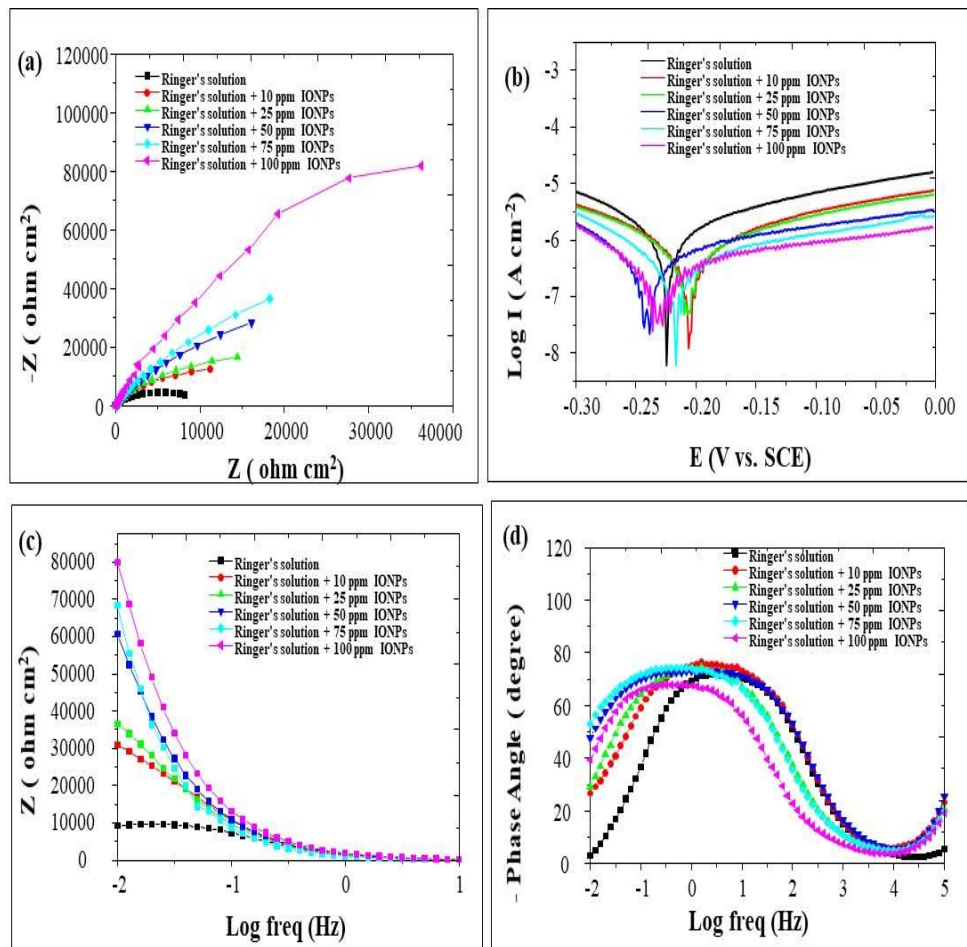 (a)
120000
100000
80000
60000
40000
20000
0
-Z ( ohm cm²)
Ringer's solution
Ringer's solution + 10 ppm IONPs
Ringer's solution + 25 ppm IONPs
Ringer's solution + 50 ppm IONPs
Ringer's solution + 75 ppm IONPs
Ringer's solution + 100 ppm IONPs
0 10000 20000 30000 40000
Z ( ohm cm²)
(b)
-3
-4
-5
-6
-7
-8
Log I ( A cm⁻²)
Ringer's solution
Ringer's solution + 10 ppm IONPs
Ringer's solution + 25 ppm IONPs
Ringer's solution + 50 ppm IONPs
Ringer's solution + 75 ppm IONPs
Ringer's solution + 100 ppm IONPs
-0.30 -0.25 -0.20 -0.15 -0.10 -0.05 0.00
E (V vs. SCE)
(c)
80000
70000
60000
50000
40000
30000
20000
10000
0
Z ( ohm cm²)
Ringer's solution
Ringer's solution + 10 ppm IONPs
Ringer's solution + 25 ppm IONPs
Ringer's solution + 50 ppm IONPs
Ringer's solution + 75 ppm IONPs
Ringer's solution + 100 ppm IONPs
-2 -1 0 1
Log freq (Hz)
(d)
120
100
80
60
40
20
0
- Phase Angle ( degree)
Ringer's solution
Ringer's solution + 10 ppm IONPs
Ringer's solution + 25 ppm IONPs
Ringer's solution + 50 ppm IONPs
Ringer's solution + 75 ppm IONPs
Ringer's solution + 100 ppm IONPs
-2 -1 0 1 2 3 4 5
Log freq (Hz)